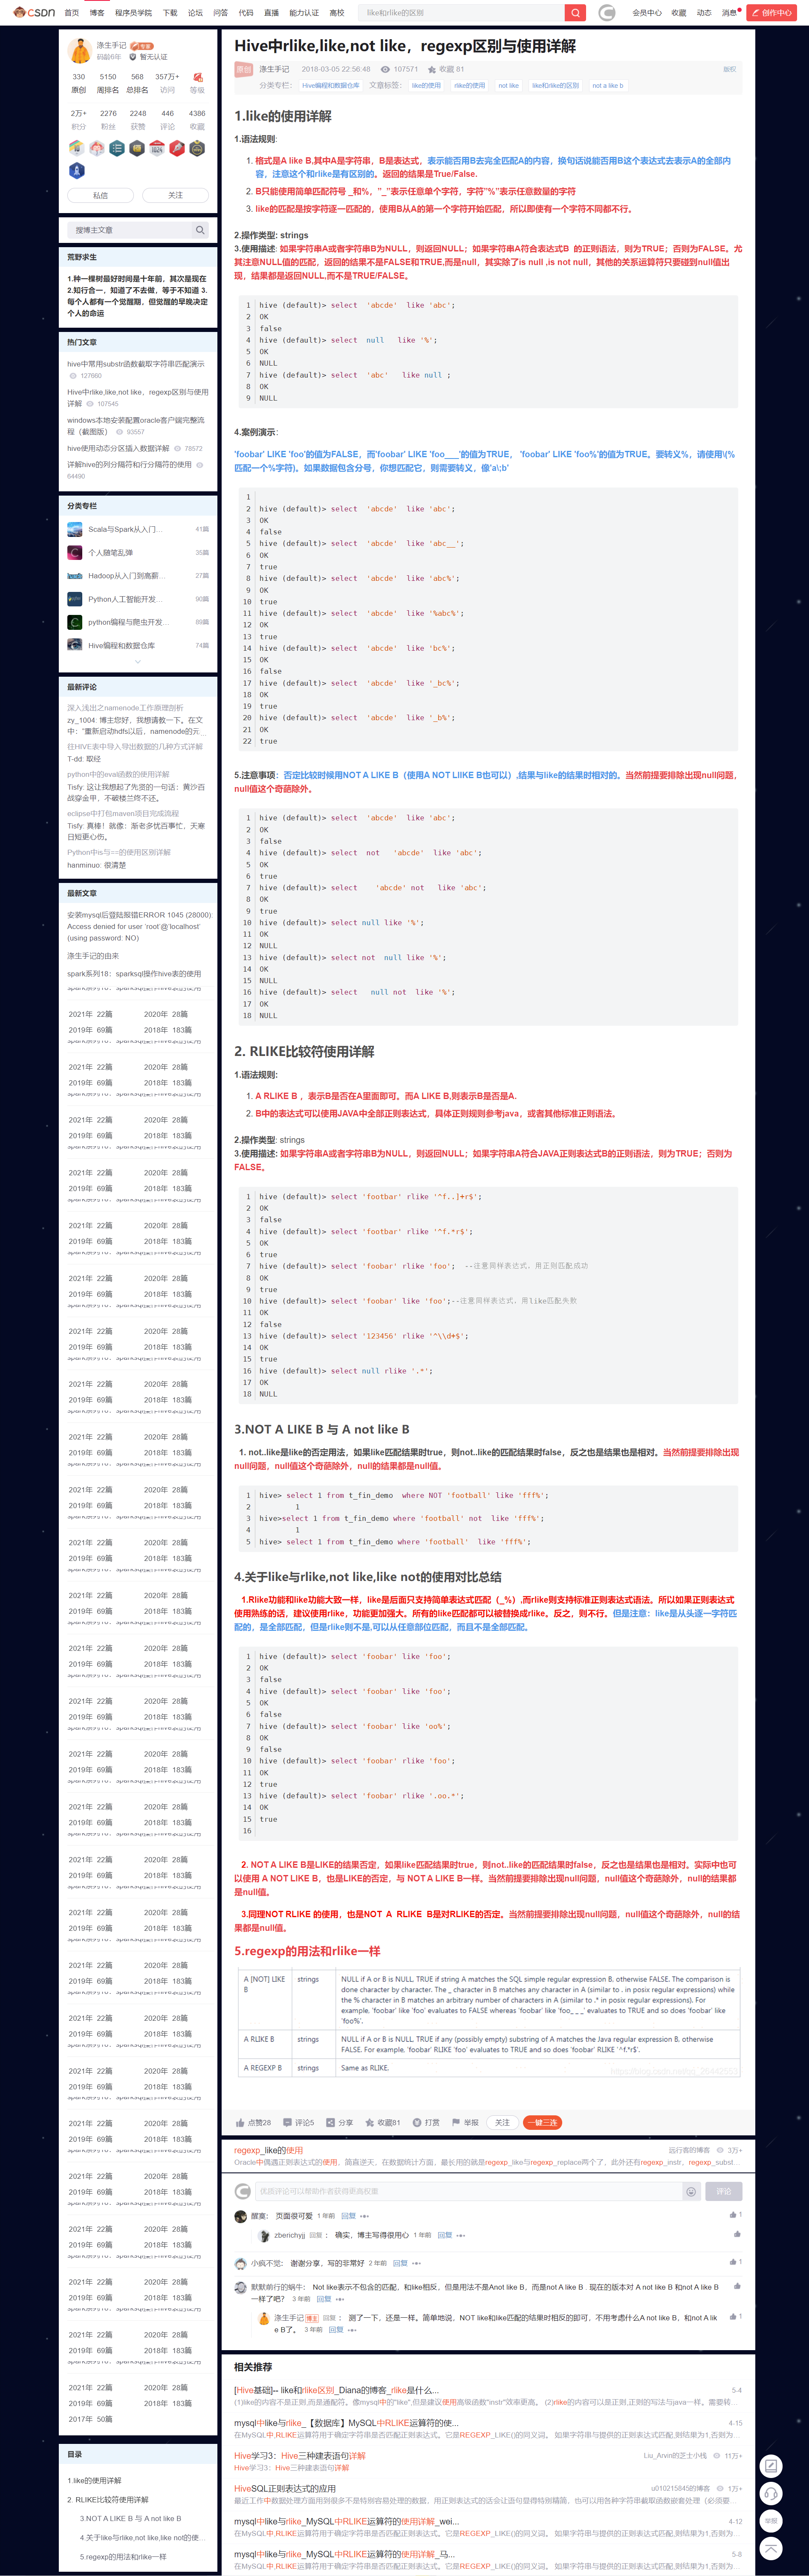 CSDN 首页 博客 程序员学院 下载 论坛 问答 代码 直播 能力认证 高校 like和rlike的区别 会员中心 收藏 动态 消息 创作中心
涤生手记 专家
码龄6年 暂无认证
330 5150 568 357万+
原创 周排名 总排名 访问 等级
2万+ 2276 2248 446 4386
积分 粉丝 获赞 评论 收藏
私信 关注
搜博主文章
荒野求生
1.种一棵树最好时间是十年前，其次是现在
2.知行合一，知道了不去做，等于不知道 3.
每个人都有一个觉醒期，但觉醒的早晚决定
个人的命运
热门文章
hive中常用substr函数截取字符串匹配演示
127660
Hive中rlike,like,not like，regexp区别与使用
详解 107545
windows本地安装配置oracle客户端完整流
程（截图版） 93557
hive使用动态分区插入数据详解 78572
详解hive的列分隔符和行分隔符的使用
64490
分类专栏
Scala与Spark从入门... 41篇
个人随笔乱弹 35篇
Hadoop从入门到高薪... 27篇
Python人工智能开发... 90篇
python编程与爬虫开发... 89篇
Hive编程和数据仓库 74篇
最新评论
深入浅出之namenode工作原理剖析
zy_1004: 博主您好，我想请教一下。在文
中：“重新启动hdfs以后，namenode的元 ...
往HIVE表中导入导出数据的几种方式详解
T-dd: 取经
python中的eval函数的使用详解
Tisfy: 这让我想起了先贤的一句话：黄沙百
战穿金甲，不破楼兰终不还。
eclipse中打包maven项目完成流程
Tisfy: 真棒！就像：渐老多忧百事忙，天寒
日短更心伤。
Python中is与==的使用区别详解
hanminuo: 很清楚
最新文章
安装mysql后登陆报错ERROR 1045 (28000):
Access denied for user 'root'@'localhost'
(using password: NO)
涤生手记的由来
spark系列18：sparksql操作hive表的使用
2021年 22篇 2020年 28篇
2019年 69篇 2018年 183篇
2017年 50篇
目录
1.like的使用详解
2. RLIKE比较符使用详解
3.NOT A LIKE B 与 A not like B
4.关于like与rlike,not like,like not的使...
5.regexp的用法和rlike一样
Hive中rlike,like,not like，regexp区别与使用详解
原创 涤生手记 2018-03-05 22:56:48 107571 收藏 81 版权
分类专栏： Hive编程和数据仓库 文章标签： like的使用 rlike的使用 not like like和rlike的区别 not a like b
1.like的使用详解
1.语法规则:
1. 格式是A like B,其中A是字符串，B是表达式，表示能否用B去完全匹配A的内容，换句话说能否用B这个表达式去表示A的全部内
容，注意这个和rlike是有区别的。返回的结果是True/False.
2. B只能使用简单匹配符号 _和%，”_”表示任意单个字符，字符”%”表示任意数量的字符
3. like的匹配是按字符逐一匹配的，使用B从A的第一个字符开始匹配，所以即使有一个字符不同都不行。
2.操作类型: strings
3.使用描述: 如果字符串A或者字符串B为NULL，则返回NULL；如果字符串A符合表达式B 的正则语法，则为TRUE；否则为FALSE。尤
其注意NULL值的匹配，返回的结果不是FALSE和TRUE,而是null，其实除了is null ,is not null，其他的关系运算符只要碰到null值出
现，结果都是返回NULL,而不是TRUE/FALSE。
1 hive (default)> select 'abcde' like 'abc';
2 OK
3 false
4 hive (default)> select null like '%';
5 OK
6 NULL
7 hive (default)> select 'abc' like null ;
8 OK
9 NULL
4.案例演示：
'foobar' LIKE 'foo'的值为FALSE，而'foobar' LIKE 'foo___'的值为TRUE， 'foobar' LIKE 'foo%'的值为TRUE。要转义%，请使用\(%
匹配一个%字符)。如果数据包含分号，你想匹配它，则需要转义，像'a\;b'
1
2 hive (default)> select 'abcde' like 'abc';
3 OK
4 false
5 hive (default)> select 'abcde' like 'abc__';
6 OK
7 true
8 hive (default)> select 'abcde' like 'abc%';
9 OK
10 true
11 hive (default)> select 'abcde' like '%abc%';
12 OK
13 true
14 hive (default)> select 'abcde' like 'bc%';
15 OK
16 false
17 hive (default)> select 'abcde' like '_bc%';
18 OK
19 true
20 hive (default)> select 'abcde' like '_b%';
21 OK
22 true
5.注意事项：否定比较时候用NOT A LIKE B（使用A NOT LIIKE B也可以）,结果与like的结果时相对的。当然前提要排除出现null问题，
null值这个奇葩除外。
1 hive (default)> select 'abcde' like 'abc';
2 OK
3 false
4 hive (default)> select not 'abcde' like 'abc';
5 OK
6 true
7 hive (default)> select 'abcde' not like 'abc';
8 OK
9 true
10 hive (default)> select null like '%';
11 OK
12 NULL
13 hive (default)> select not null like '%';
14 OK
15 NULL
16 hive (default)> select null not like '%';
17 OK
18 NULL
2. RLIKE比较符使用详解
1.语法规则:
1. A RLIKE B ，表示B是否在A里面即可。而A LIKE B,则表示B是否是A.
2. B中的表达式可以使用JAVA中全部正则表达式，具体正则规则参考java，或者其他标准正则语法。
2.操作类型: strings
3.使用描述: 如果字符串A或者字符串B为NULL，则返回NULL；如果字符串A符合JAVA正则表达式B的正则语法，则为TRUE；否则为
FALSE。
1 hive (default)> select 'footbar' rlike '^f..]+r$';
2 OK
3 false
4 hive (default)> select 'footbar' rlike '^f.*r$';
5 OK
6 true
7 hive (default)> select 'foobar' rlike 'foo'; --注意同样表达式，用正则匹配成功
8 OK
9 true
10 hive (default)> select 'foobar' like 'foo';--注意同样表达式，用like匹配失败
11 OK
12 false
13 hive (default)> select '123456' rlike '^\\d+$';
14 OK
15 true
16 hive (default)> select null rlike '.*';
17 OK
18 NULL
3.NOT A LIKE B 与 A not like B
1. not..like是like的否定用法，如果like匹配结果时true，则not..like的匹配结果时false，反之也是结果也是相对。当然前提要排除出现
null问题，null值这个奇葩除外，null的结果都是null值。
1 hive> select 1 from t_fin_demo where NOT 'football' like 'fff%';
2 1
3 hive>select 1 from t_fin_demo where 'football' not like 'fff%';
4 1
5 hive> select 1 from t_fin_demo where 'football' like 'fff%';
4.关于like与rlike,not like,like not的使用对比总结
1.Rlike功能和like功能大致一样，like是后面只支持简单表达式匹配（_%）,而rlike则支持标准正则表达式语法。所以如果正则表达式
使用熟练的话，建议使用rlike，功能更加强大。所有的like匹配都可以被替换成rlike。反之，则不行。但是注意：like是从头逐一字符匹
配的，是全部匹配，但是rlike则不是,可以从任意部位匹配，而且不是全部匹配。
1 hive (default)> select 'foobar' like 'foo';
2 OK
3 false
4 hive (default)> select 'foobar' like 'foo';
5 OK
6 false
7 hive (default)> select 'foobar' like 'oo%';
8 OK
9 false
10 hive (default)> select 'foobar' rlike 'foo';
11 OK
12 true
13 hive (default)> select 'foobar' rlike '.oo.*';
14 OK
15 true
16
2. NOT A LIKE B是LIKE的结果否定，如果like匹配结果时true，则not..like的匹配结果时false，反之也是结果也是相对。实际中也可
以使用 A NOT LIKE B，也是LIKE的否定，与 NOT A LIKE B一样。当然前提要排除出现null问题，null值这个奇葩除外，null的结果都
是null值。
3.同理NOT RLIKE 的使用，也是NOT A RLIKE B是对RLIKE的否定。当然前提要排除出现null问题，null值这个奇葩除外，null的结
果都是null值。
5.regexp的用法和rlike一样
A [NOT] LIKE B strings NULL if A or B is NULL, TRUE if string A matches the SQL simple regular expression B, otherwise FALSE. The comparison is
done character by character. The _ character in B matches any character in A (similar to . in posix regular expressions) while
the % character in B matches an arbitrary number of characters in A (similar to .* in posix regular expressions). For
example, 'foobar' like 'foo' evaluates to FALSE whereas 'foobar' like 'foo_ _ _' evaluates to TRUE and so does 'foobar' like
'foo%'.
A RLIKE B strings NULL if A or B is NULL, TRUE if any (possibly empty) substring of A matches the Java regular expression B, otherwise
FALSE. For example, 'foobar' RLIKE 'foo' evaluates to TRUE and so does 'foobar' RLIKE '^f.*r$'.
A REGEXP B strings Same as RLIKE.
点赞28 评论5 分享 收藏81 打赏 举报 关注 一键三连
regexp_like的使用 远行客的博客 3万+
Oracle中偶遇正则表达式的使用，简直逆天，在数据统计方面，最长用的就是regexp_like与regexp_replace两个了，此外还有regexp_instr，regexp_subst...
优质评论可以帮助作者获得更高权重 评论
醒寞： 页面很可爱 1 年前 回复 1
zberichyjj 回复： 确实，博主写得很用心 1 年前 回复
小疯不觉： 谢谢分享，写的非常好 2 年前 回复 1
默默前行的蜗牛： Not like表示不包含的匹配，和like相反，但是用法不是Anot like B，而是not A like B . 现在的版本对 A not like B 和not A like B
一样了吧？ 3 年前 回复
涤生手记 博主 回复： 测了一下，还是一样。简单地说，NOT like和like匹配的结果时相反的即可，不用考虑什么A not like B，和not A lik
e B了。 3 年前 回复 1
相关推荐
[Hive基础]-- like和rlike区别_Diana的博客_rlike是什么... 5-4
(1)like的内容不是正则,而是通配符。像mysql中的"like",但是建议使用高级函数"instr"效率更高。 (2)rlike的内容可以是正则,正则的写法与java一样。需要转...
mysql中like与rlike_【数据库】MySQL中RLIKE运算符的使... 4-15
在MySQL中,RLIKE运算符用于确定字符串是否匹配正则表达式。它是REGEXP_LIKE()的同义词。 如果字符串与提供的正则表达式匹配,则结果为1,否则为...
Hive学习3：Hive三种建表语句详解 Liu_Arvin的芝士小栈 11万+
Hive学习3：Hive三种建表语句详解
HiveSQL正则表达式的应用 u010215845的博客 1万+
最近工作中数据处理方面用到很多不是特别容易处理的数据，用正则表达式的话会让语句显得特别精简，也可以用各种字符串截取函数嵌套处理（必须要...
mysql中like与rlike_MySQL中RLIKE运算符的使用详解_wei... 4-12
在MySQL中,RLIKE运算符用于确定字符串是否匹配正则表达式。它是REGEXP_LIKE()的同义词。 如果字符串与提供的正则表达式匹配,则结果为1,否则为...
mysql中like与rlike_MySQL中RLIKE运算符的使用详解_马... 5-8
在MySQL中,RLIKE运算符用于确定字符串是否匹配正则表达式。它是REGEXP_LIKE()的同义词。 如果字符串与提供的正则表达式匹配,则结果为1,否则为...
举报